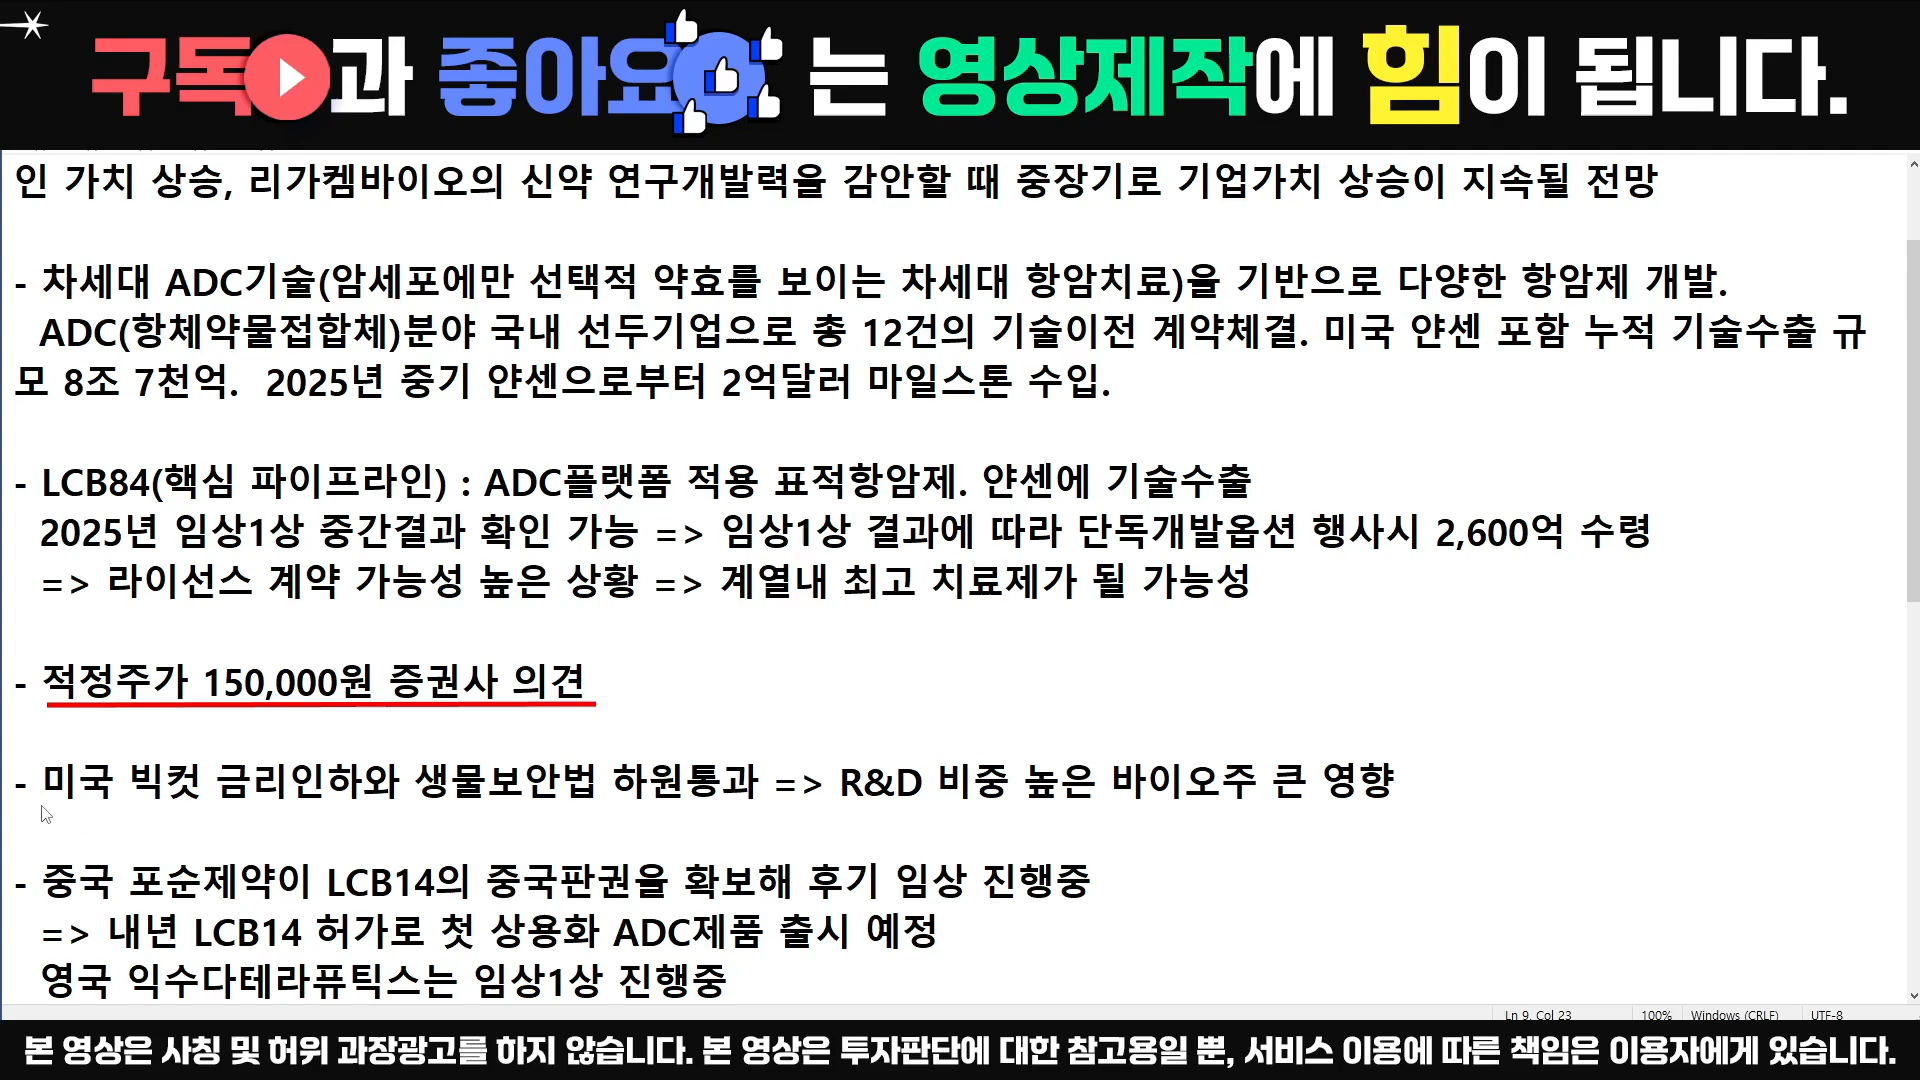 구독과 좋아요는 영상제작에 힘이 됩니다.
인 가치 상승, 리가켐바이오의 신약 연구개발력을 감안할 때 중장기로 기업가치 상승이 지속될 전망
- 차세대 ADC기술(암세포에만 선택적 약효를 보이는 차세대 항암치료)을 기반으로 다양한 항암제 개발.
ADC(항체약물접합체)분야 국내 선두기업으로 총 12건의 기술이전 계약체결. 미국 얀센 포함 누적 기술수출 규
모 8조 7천억.  2025년 중기 얀센으로부터 2억달러 마일스톤 수입.
- LCB84(핵심 파이프라인) : ADC플랫폼 적용 표적항암제. 얀센에 기술수출
2025년 임상1상 중간결과 확인 가능 => 임상1상 결과에 따라 단독개발옵션 행사시 2,600억 수령
=> 라이선스 계약 가능성 높은 상황 => 계열내 최고 치료제가 될 가능성
- 적정주가 150,000원 증권사 의견
- 미국 빅컷 금리인하와 생물보안법 하원통과 => R&D 비중 높은 바이오주 큰 영향
- 중국 포순제약이 LCB14의 중국판권을 확보해 후기 임상 진행중
=> 내년 LCB14 허가로 첫 상용화 ADC제품 출시 예정
영국 익수다테라퓨틱스는 임상1상 진행중
Ln 9, Col 23 100% Windows (CRLF) UTF-8
본 영상은 사칭 및 허위 과장광고를 하지 않습니다. 본 영상은 투자판단에 대한 참고용일 뿐, 서비스 이용에 따른 책임은 이용자에게 있습니다.